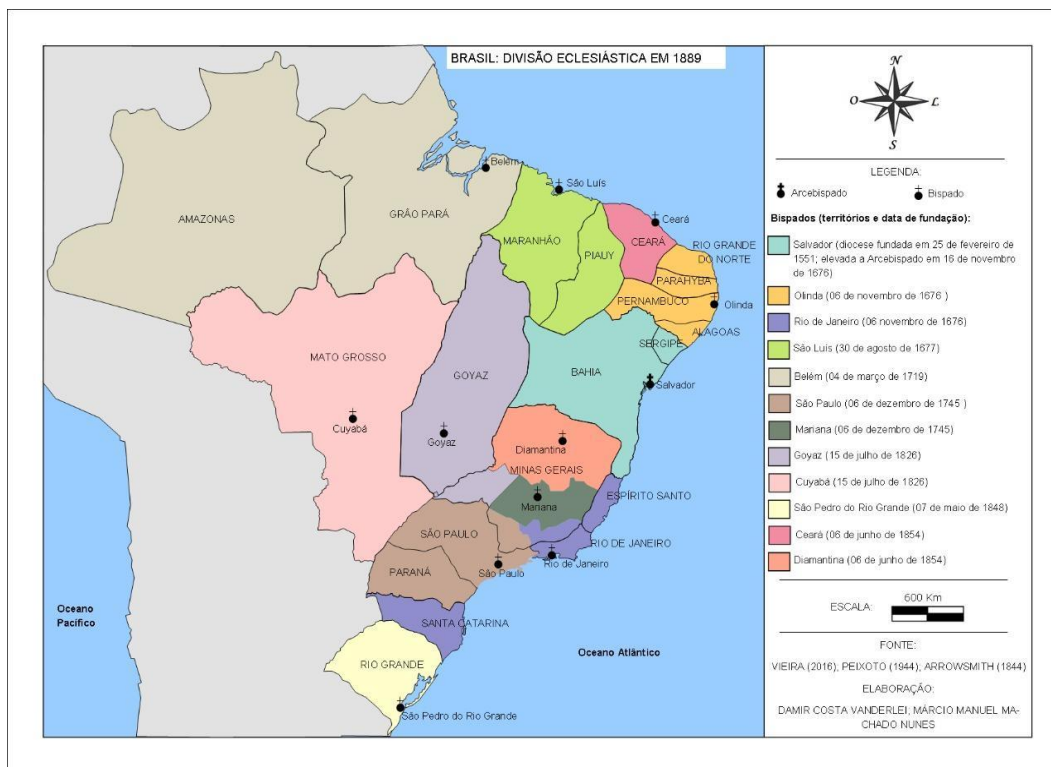 BRASIL: DIVISÃO ECLESIÁSTICA EM 1889
AMAZONAS
GRÃO PARÁ
Belém
São Luís
MARANHÃO
PIAUY
CEARÁ
Ceará
RIO GRANDE
DO NORTE
PARAHYBA
PERNAMBUCO
Olinda
ALAGOAS
SERGIPE
BAHIA
Salvador
MATO GROSSO
Cuyabá
GOYAZ
Goyaz
Diamantina
MINAS GERAIS
Mariana
ESPÍRITO SANTO
SÃO PAULO
RIO DE JANEIRO
Rio de Janeiro
São Paulo
PARANÁ
SANTA CATARINA
RIO GRANDE
São Pedro do Rio Grande
Oceano
Pacífico
Oceano Atlântico
N
O
L
S
LEGENDA:
Arcebispado
Bispado
Bispados (territórios e data de fundação):
Salvador (diocese fundada em 25 de fevereiro de
1551; elevada a Arcebispado em 16 de novembro
de 1676)
Olinda (06 de novembro de 1676 )
Rio de Janeiro (06 novembro de 1676)
São Luís (30 de agosto de 1677)
Belém (04 de março de 1719)
São Paulo (06 de dezembro de 1745 )
Mariana (06 de dezembro de 1745)
Goyaz (15 de julho de 1826)
Cuyabá (15 de julho de 1826)
São Pedro do Rio Grande (07 de maio de 1848)
Ceará (06 de junho de 1854)
Diamantina (06 de junho de 1854)
ESCALA:
600 Km
FONTE:
VIEIRA (2016); PEIXOTO (1944); ARROWSMITH (1844)
ELABORAÇÃO:
DAMIR COSTA VANDERLEI; MÁRCIO MANUEL MA-
CHADO NUNES